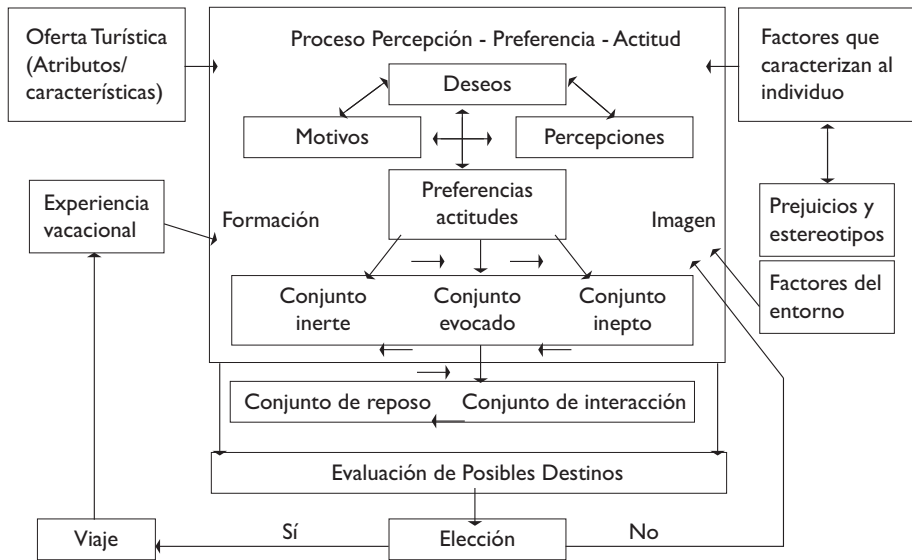 Oferta Turística
(Atributos/
características)
Proceso Percepción - Preferencia - Actitud
Factores que
caracterizan al
individuo
Deseos
Motivos
Percepciones
Preferencias
actitudes
Experiencia
vacacional
Formación
Imagen
Prejuicios y
estereotipos
Factores del
entorno
Conjunto
inerte
Conjunto
evocado
Conjunto
inepto
Conjunto de reposo
Conjunto de interacción
Evaluación de Posibles Destinos
Viaje
Sí
Elección
No